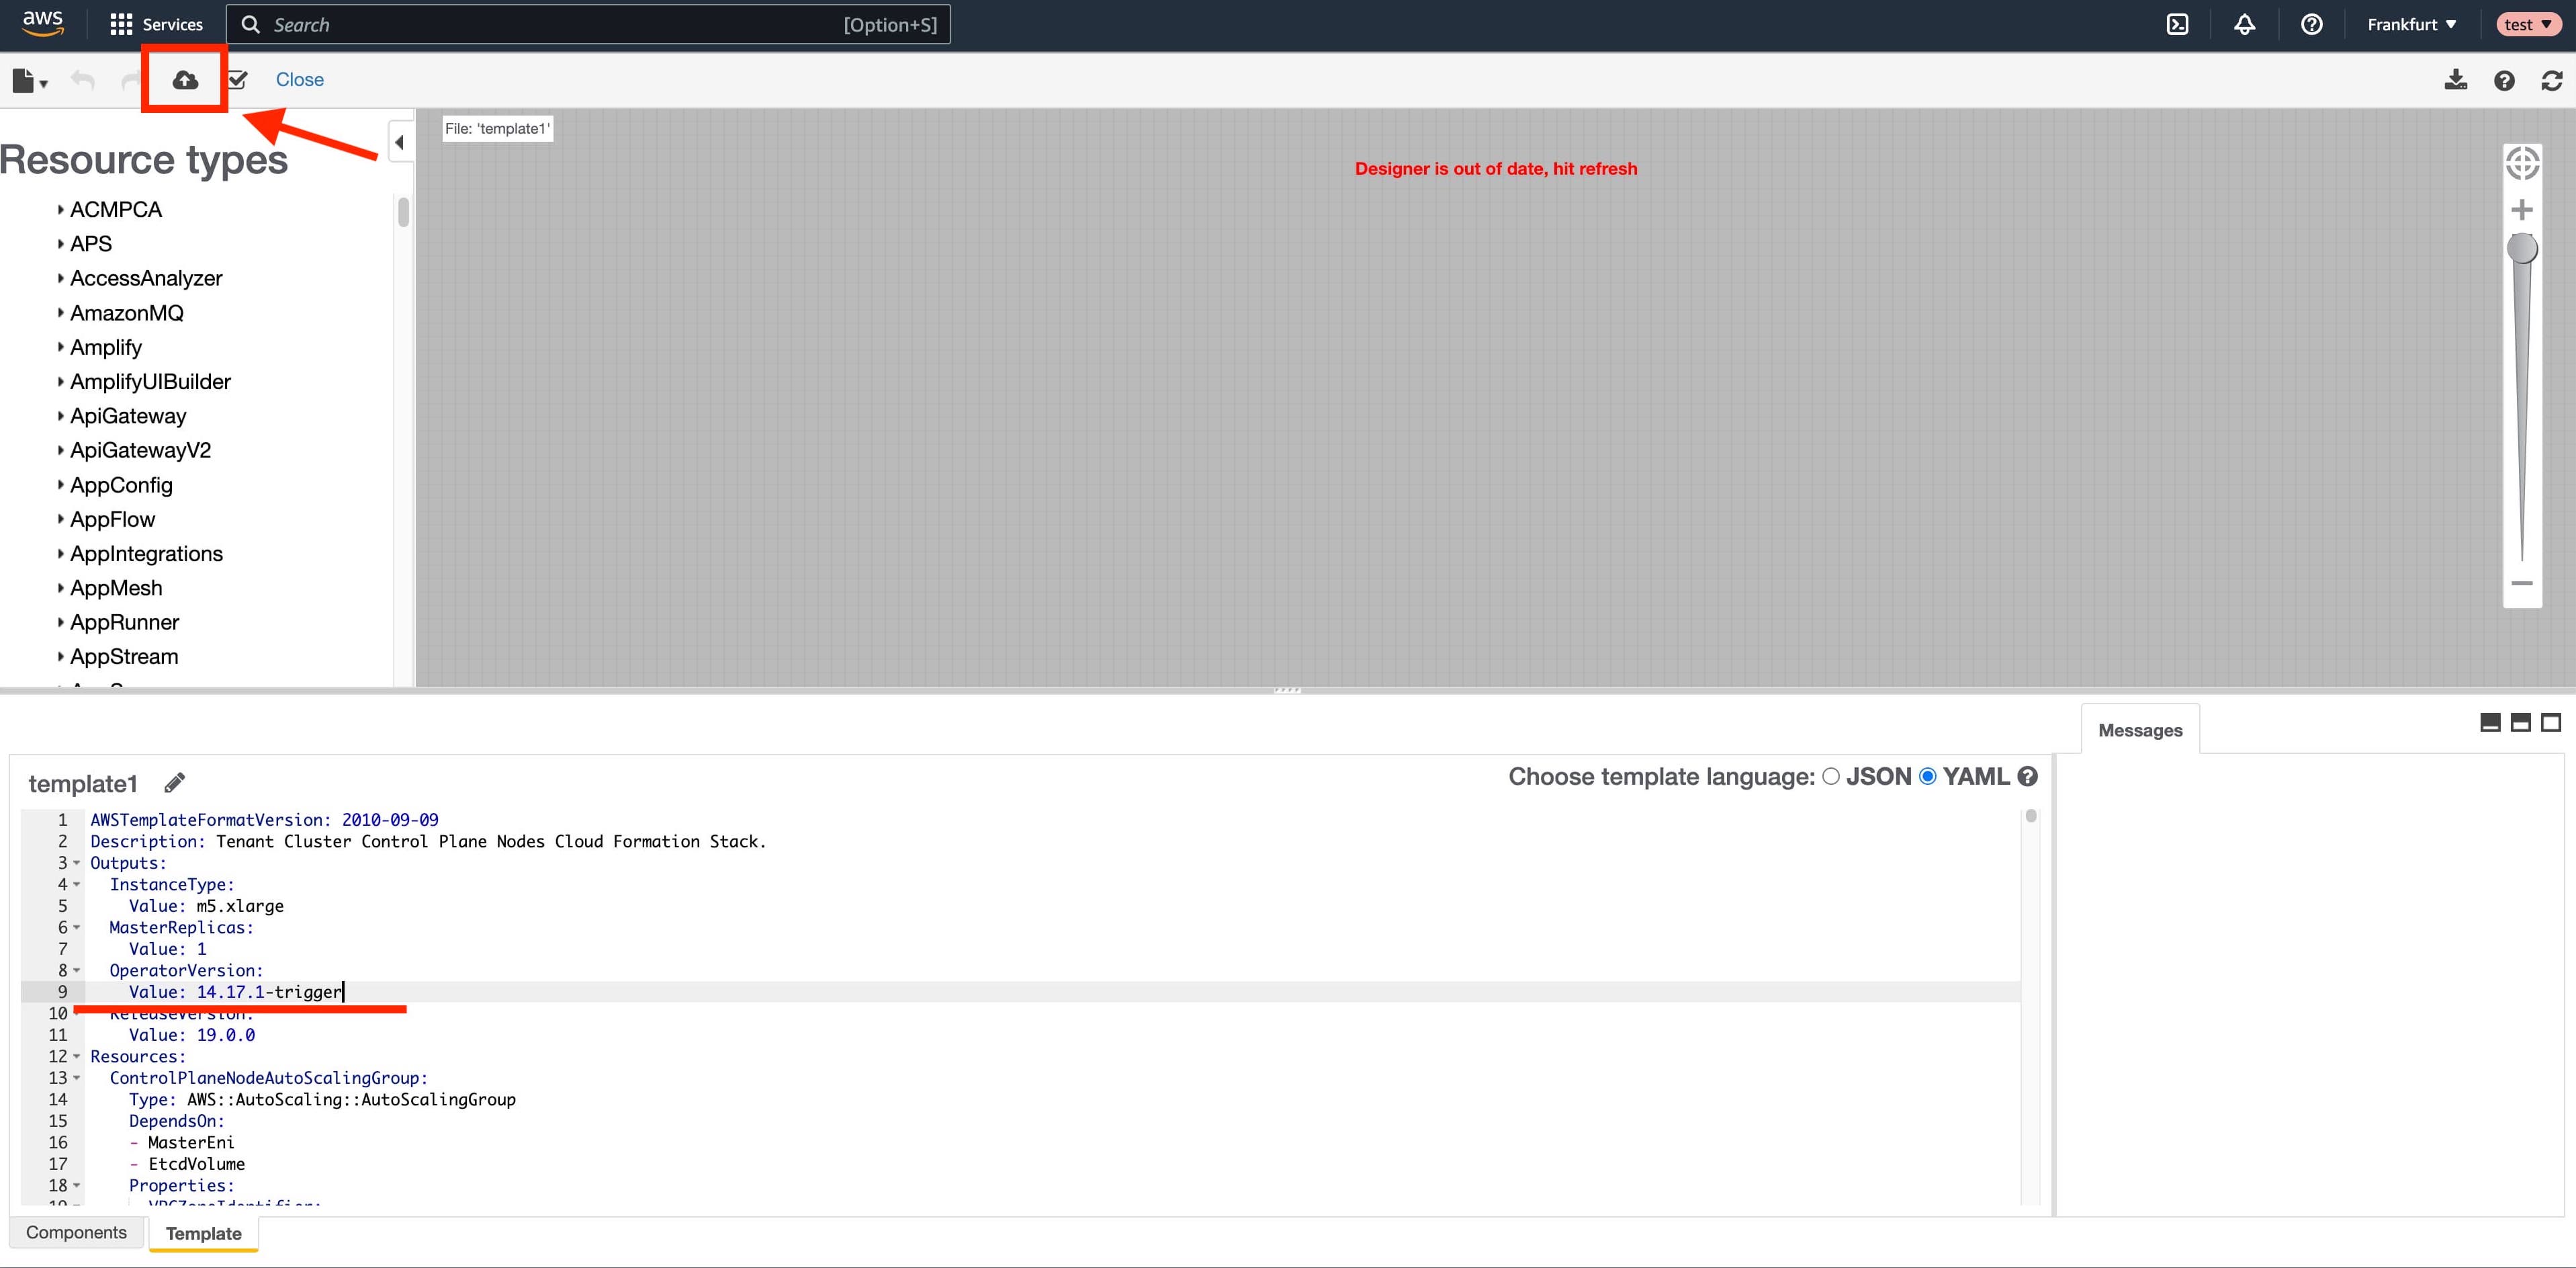 aws
Services
Search
[Option+S]
Frankfurt
test
Close
File: 'template1'
Designer is out of date, hit refresh
Resource types
ACMPCA
APS
AccessAnalyzer
AmazonMQ
Amplify
AmplifyUIBuilder
ApiGateway
ApiGatewayV2
AppConfig
AppFlow
AppIntegrations
AppMesh
AppRunner
AppStream
Messages
template1
Choose template language: JSON YAML
1 AWSTemplateFormatVersion: 2010-09-09
2 Description: Tenant Cluster Control Plane Nodes Cloud Formation Stack.
3 Outputs:
4 InstanceType:
5 Value: m5.xlarge
6 MasterReplicas:
7 Value: 1
8 OperatorVersion:
9 Value: 14.17.1-trigger
10 ReleaseVersion:
11 Value: 19.0.0
12 Resources:
13 ControlPlaneNodeAutoScalingGroup:
14 Type: AWS::AutoScaling::AutoScalingGroup
15 DependsOn:
16 - MasterEni
17 - EtcdVolume
18 Properties:
19 VPCZoneIdentifier:
Components
Template